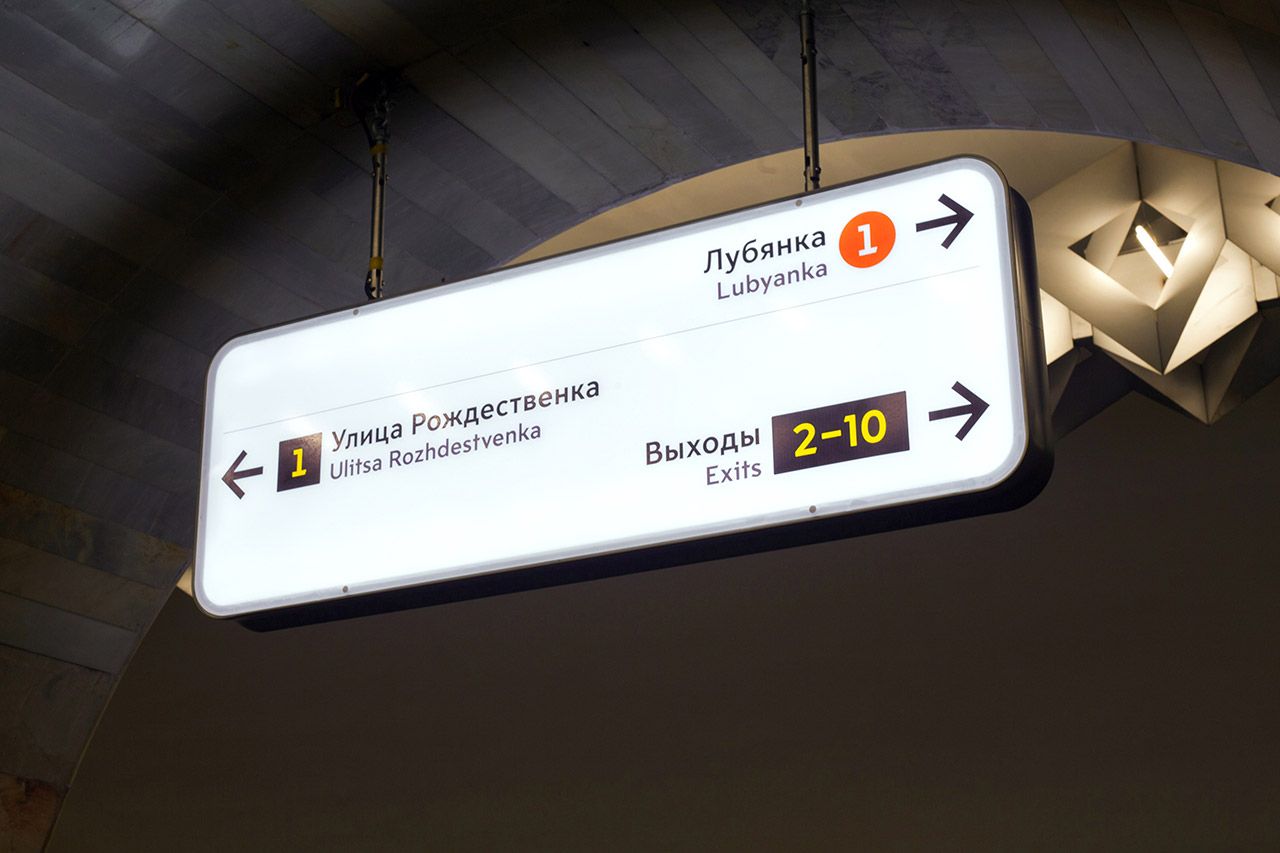 Лубянка 1 →
Lubyanka
← 1 Улица Рождественка
Ulitsa Rozhdestvenka
Выходы 2–10 →
Exits